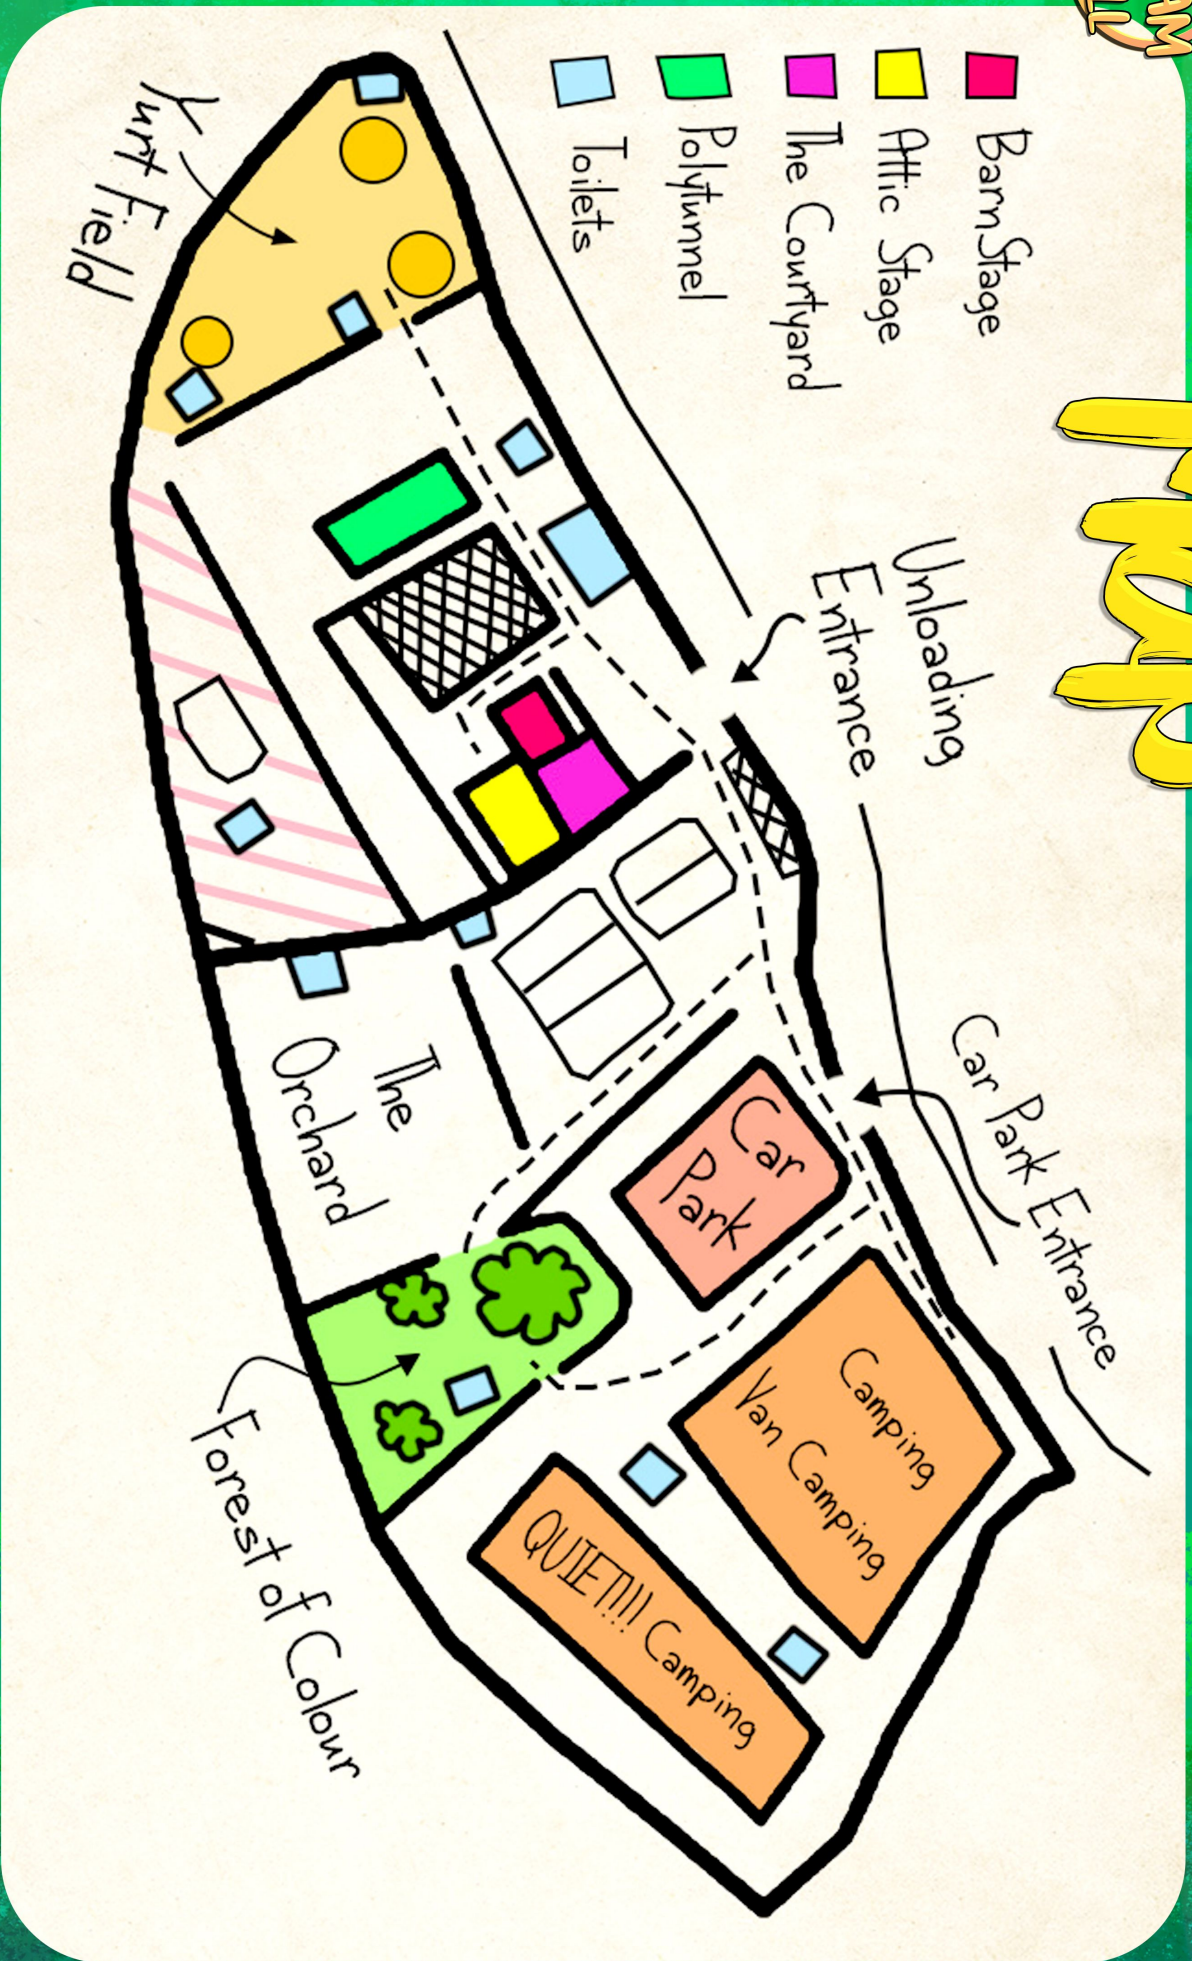 Map
Barn Stage
Attic Stage
The Courtyard
Polytunnel
Toilets
Unloading
Entrance
Car Park Entrance
Yurt Field
Car
Park
Camping
Van Camping
The
Orchard
QUIET!!! Camping
Forest of Colour